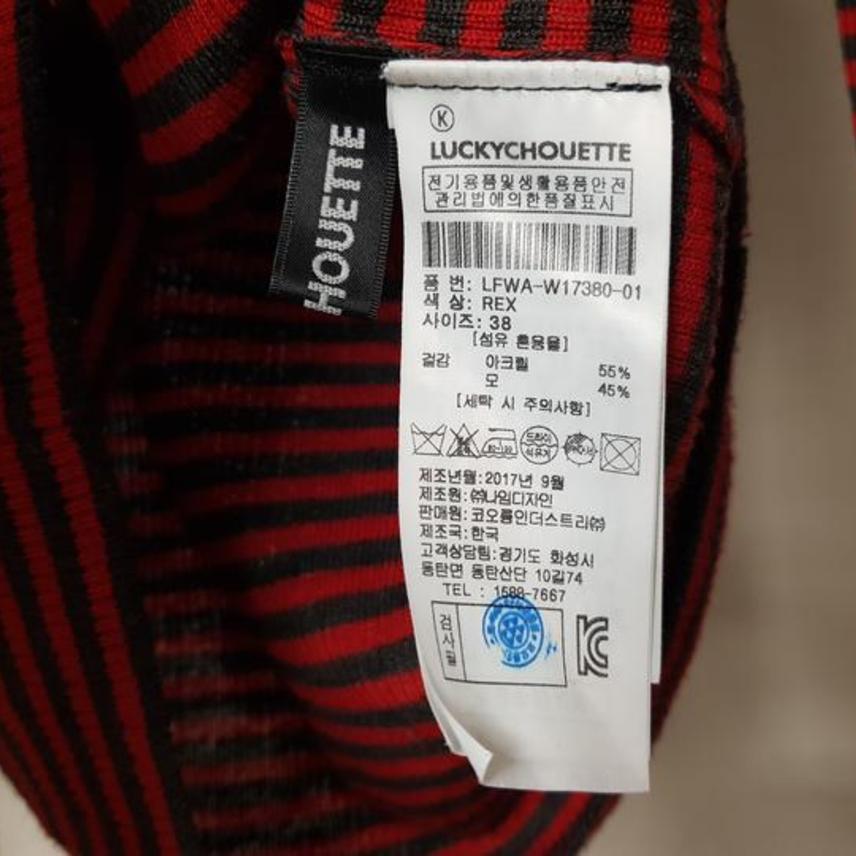 HOUETTE
K
LUCKYCHOUETTE
전기용품및생활용품안전
관리법에의한품질표시
품 번: LFWA-W17380-01
색 상: REX
사이즈: 38
[섬유 혼용율]
겉감 아크릴 55%
모 45%
[세탁 시 주의사항]
드라이
석유계
제조년월:2017년 9월
제조원:㈜나임디자인
판매원:코오롱인더스트리㈜
제조국:한국
고객상담팀:경기도 화성시
동탄면 동탄산단 10길74
TEL : 1588-7667
검사필